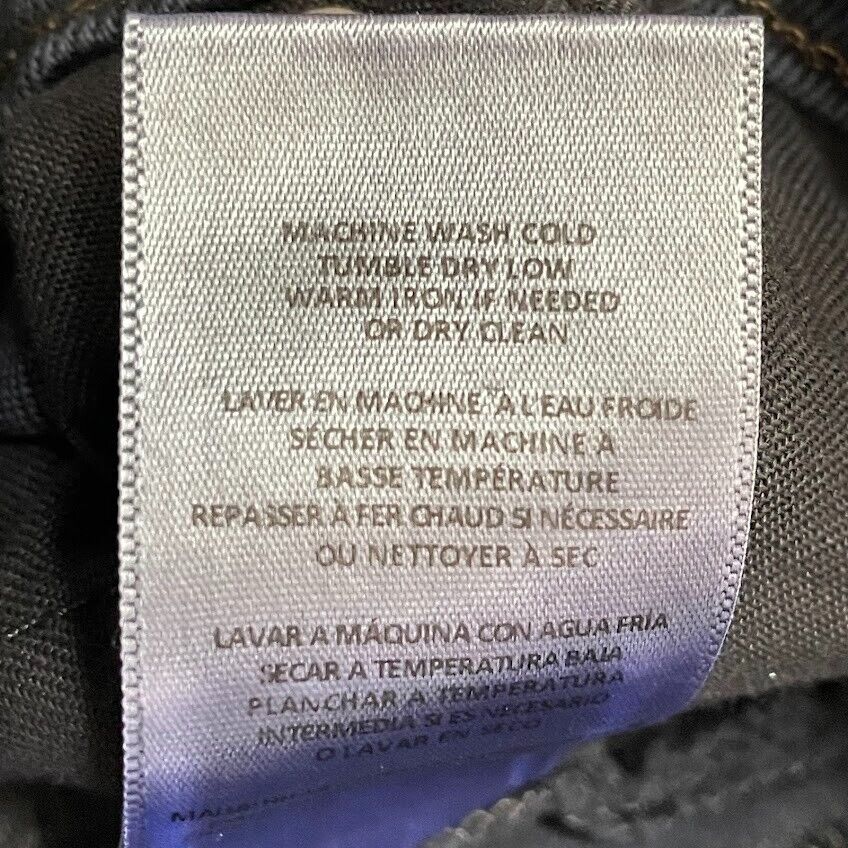 MACHINE WASH COLD
TUMBLE DRY LOW
WARM IRON IF NEEDED
OR DRY CLEAN
LAVER EN MACHINE À L'EAU FROIDE
SÉCHER EN MACHINE À
BASSE TEMPÉRATURE
REPASSER À FER CHAUD SI NÉCESSAIRE
OU NETTOYER À SEC
LAVAR A MÁQUINA CON AGUA FRÍA
SECAR A TEMPERATURA BAJA
PLANCHAR A TEMPERATURA
INTERMEDIA SI ES NECESARIO
O LAVAR EN SECO